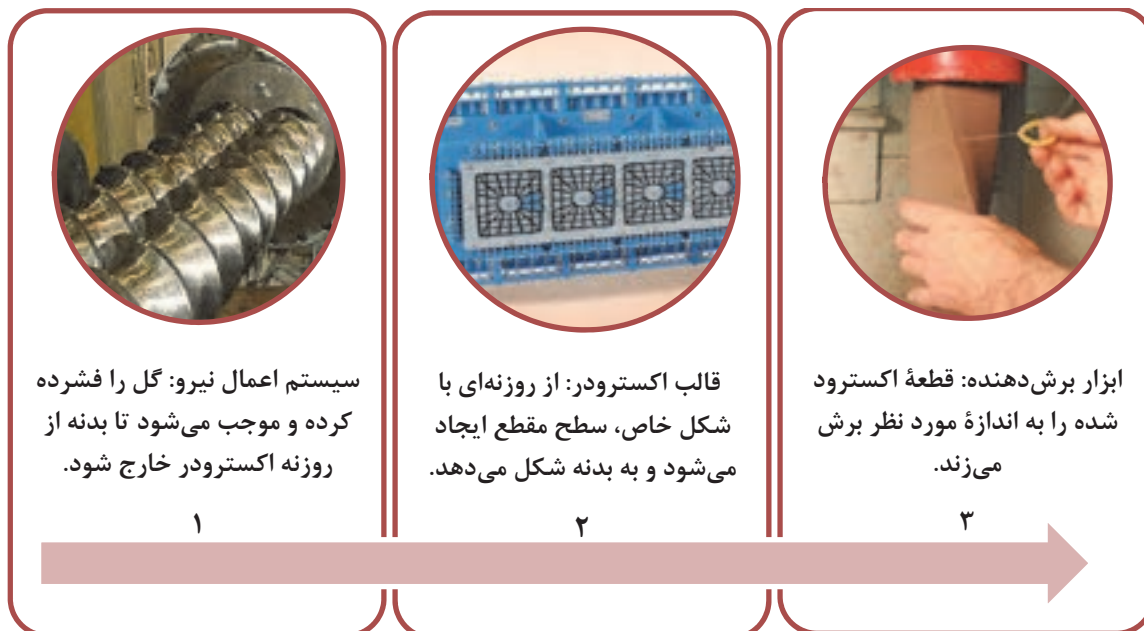 سیستم اعمال نیرو: گل را فشرده
کرده و موجب می‌شود تا بدنه از
روزنه اکسترودر خارج شود.
۱
قالب اکسترودر: از روزنه‌ای با
شکل خاص، سطح مقطع ایجاد
می‌شود و به بدنه شکل می‌دهد.
۲
ابزار برش‌دهنده: قطعهٔ اکسترود
شده را به اندازهٔ مورد نظر برش
می‌زند.
۳